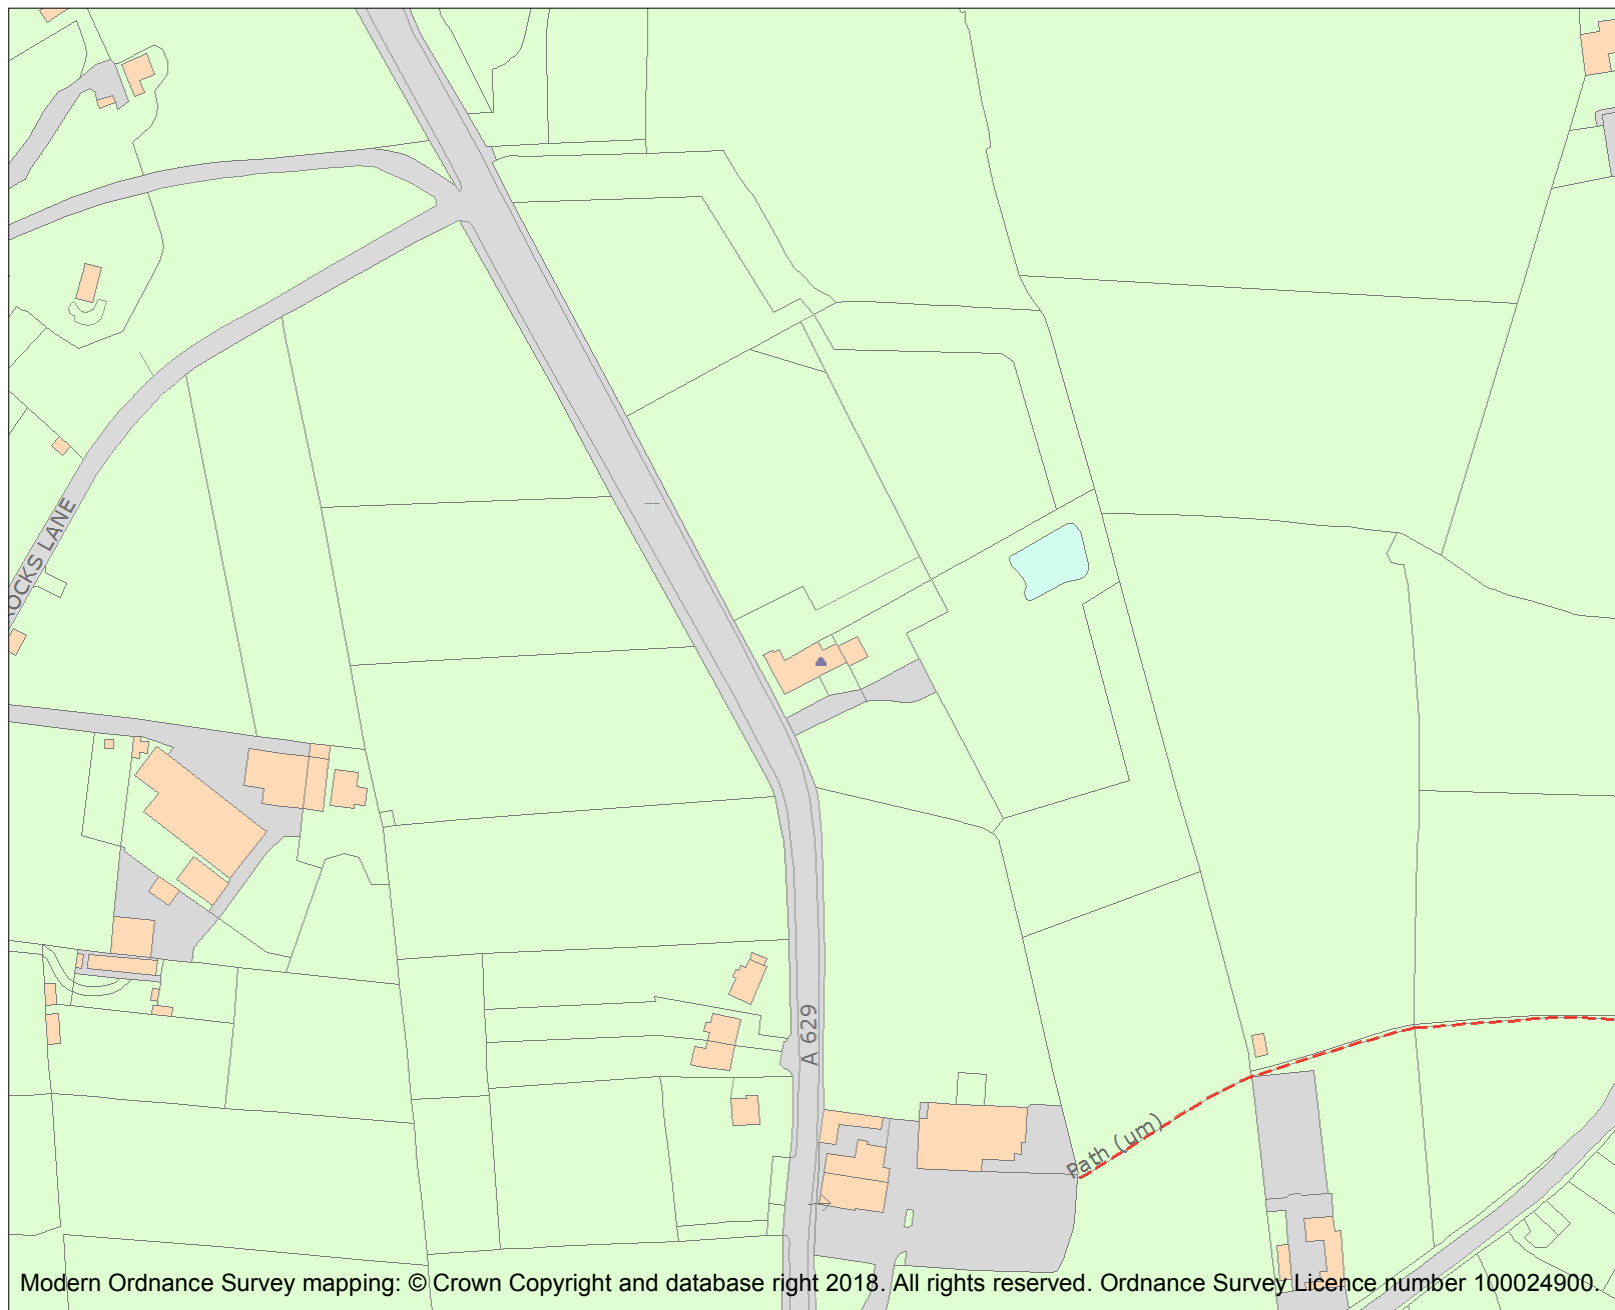 ROCKS LANE
A 629
Path (um)
Modern Ordnance Survey mapping: © Crown Copyright and database right 2018. All rights reserved. Ordnance Survey Licence number 100024900.